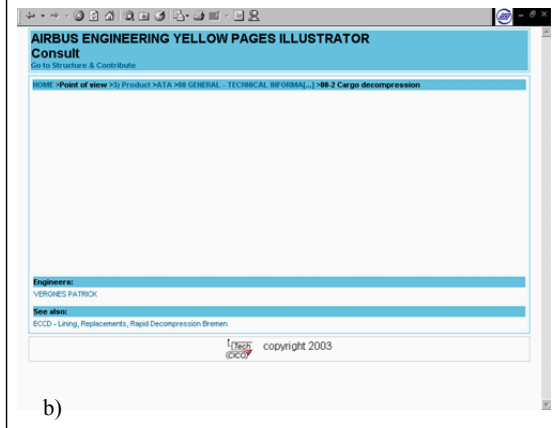 AIRBUS ENGINEERING YELLOW PAGES ILLUSTRATOR
Consult
Go to Structure & Contribute
HOME >Point of view >3) Product >ATA >00 GENERAL - TECHNICAL INFORMA[...] >00-2 Cargo decompression
Engineers:
VERGNES PATRICK
See also:
ECCD - Lining, Replacements, Rapid Decompression Bremen
Tech
CICO
copyright 2003
b)